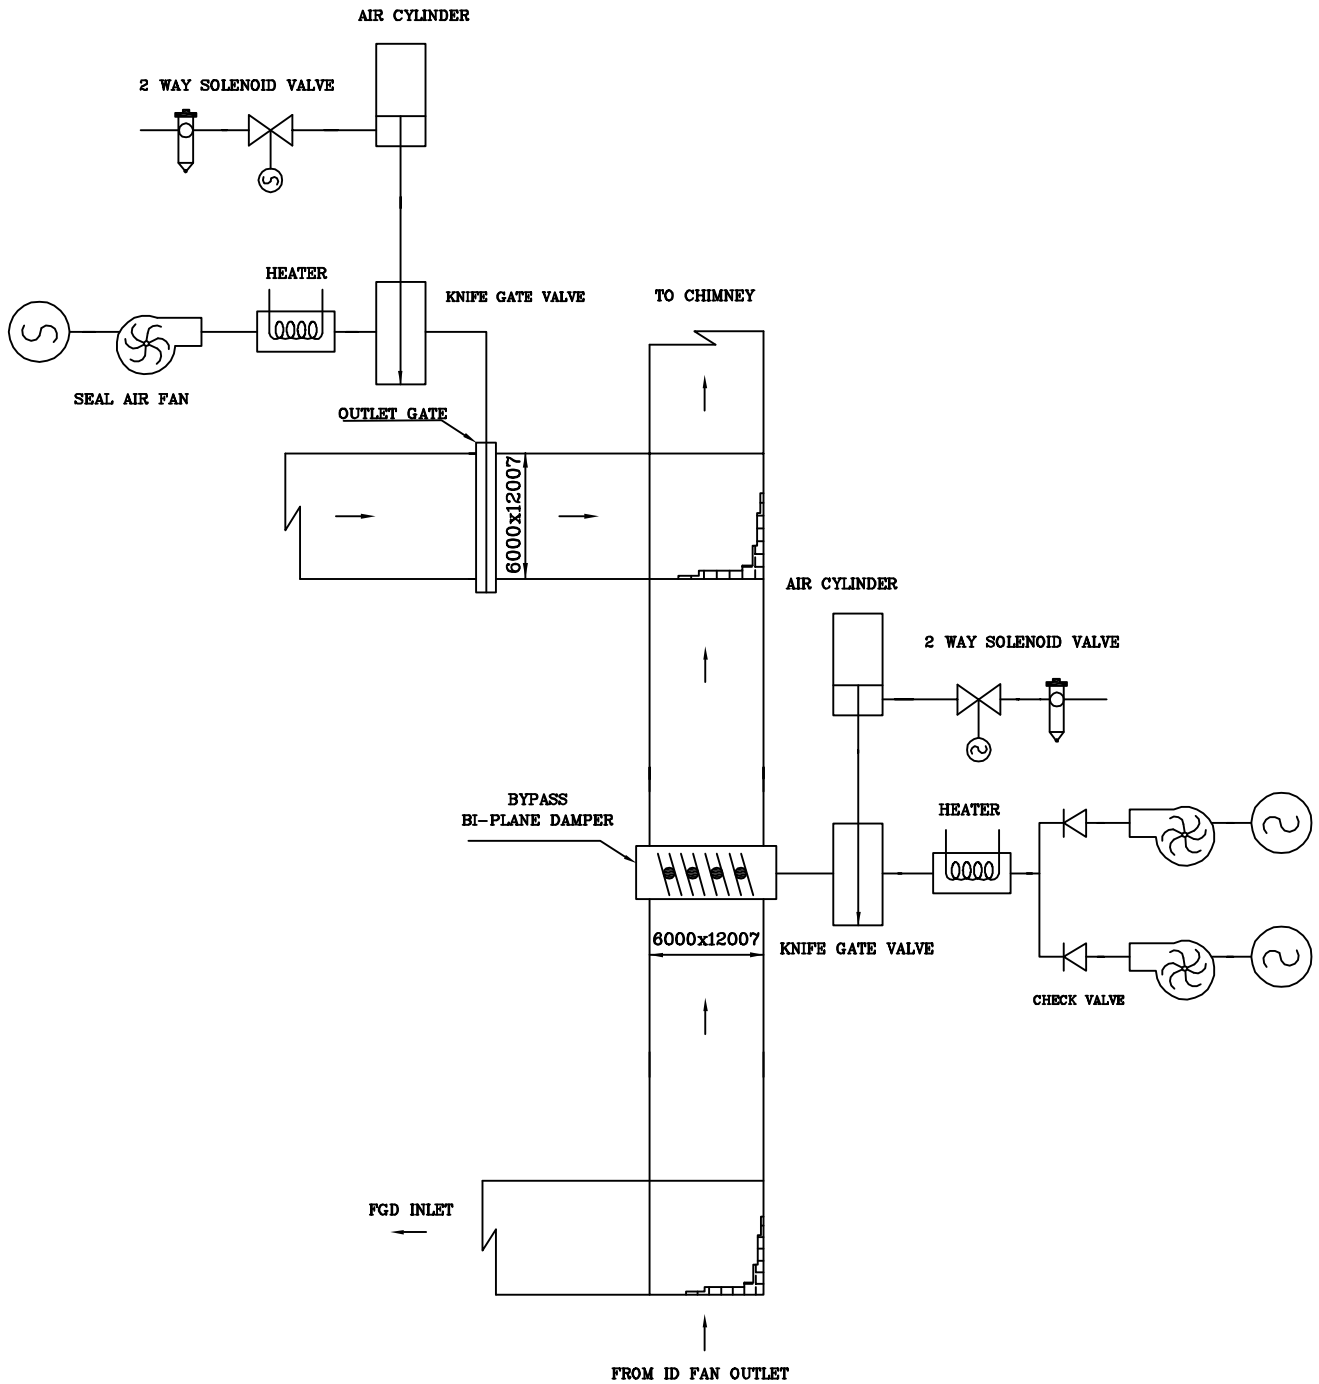 AIR CYLINDER
2 WAY SOLENOID VALVE
HEATER
KNIFE GATE VALVE
TO CHIMNEY
SEAL AIR FAN
OUTLET GATE
6000x12007
AIR CYLINDER
2 WAY SOLENOID VALVE
BYPASS
BI-PLANE DAMPER
HEATER
6000x12007
KNIFE GATE VALVE
CHECK VALVE
FGD INLET
FROM ID FAN OUTLET